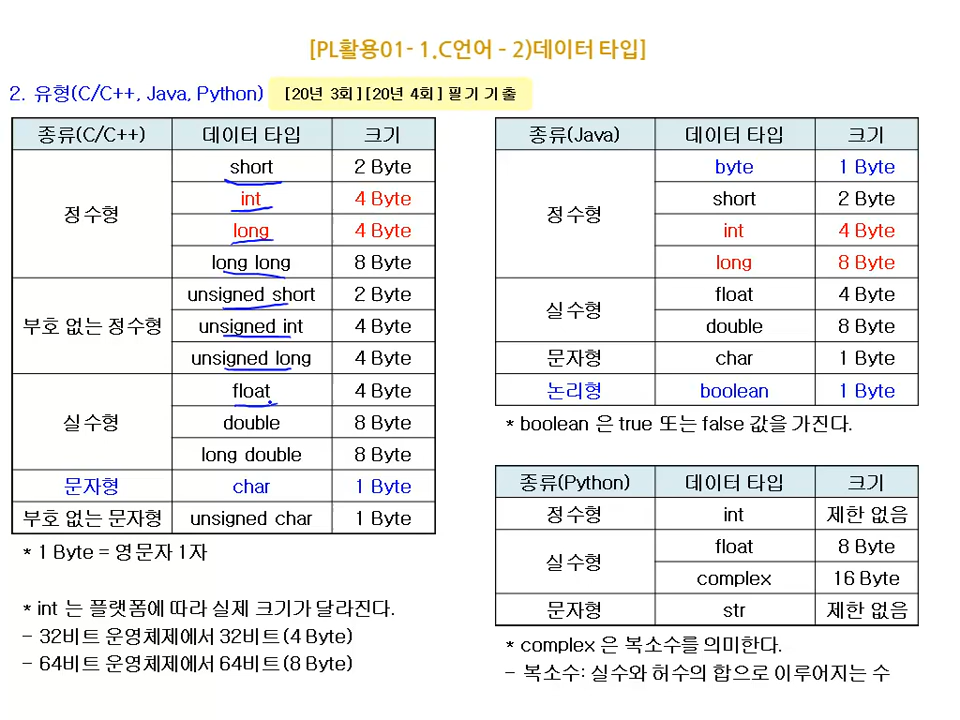 [PL활용01- 1.C언어 - 2)데이터 타입]
2. 유형(C/C++, Java, Python) [20년 3회][20년 4회] 필기 기출
종류(C/C++) 데이터 타입 크기
정수형 short 2 Byte
int 4 Byte
long 4 Byte
long long 8 Byte
부호 없는 정수형 unsigned short 2 Byte
unsigned int 4 Byte
unsigned long 4 Byte
실수형 float 4 Byte
double 8 Byte
long double 8 Byte
문자형 char 1 Byte
부호 없는 문자형 unsigned char 1 Byte
* 1 Byte = 영문자 1자
* int 는 플랫폼에 따라 실제 크기가 달라진다.
- 32비트 운영체제에서 32비트(4 Byte)
- 64비트 운영체제에서 64비트(8 Byte)
종류(Java) 데이터 타입 크기
정수형 byte 1 Byte
short 2 Byte
int 4 Byte
long 8 Byte
실수형 float 4 Byte
double 8 Byte
문자형 char 1 Byte
논리형 boolean 1 Byte
* boolean 은 true 또는 false 값을 가진다.
종류(Python) 데이터 타입 크기
정수형 int 제한 없음
실수형 float 8 Byte
complex 16 Byte
문자형 str 제한 없음
* complex 은 복소수를 의미한다.
- 복소수: 실수와 허수의 합으로 이루어지는 수